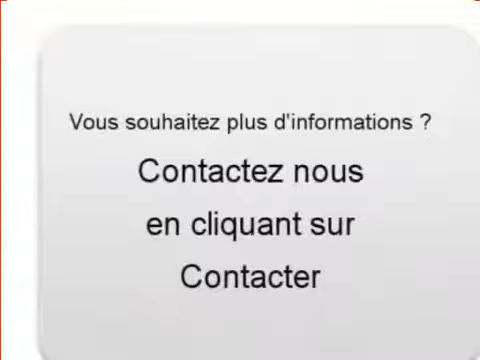 Vous souhaitez plus d'informations ?
Contactez nous
en cliquant sur
Contacter